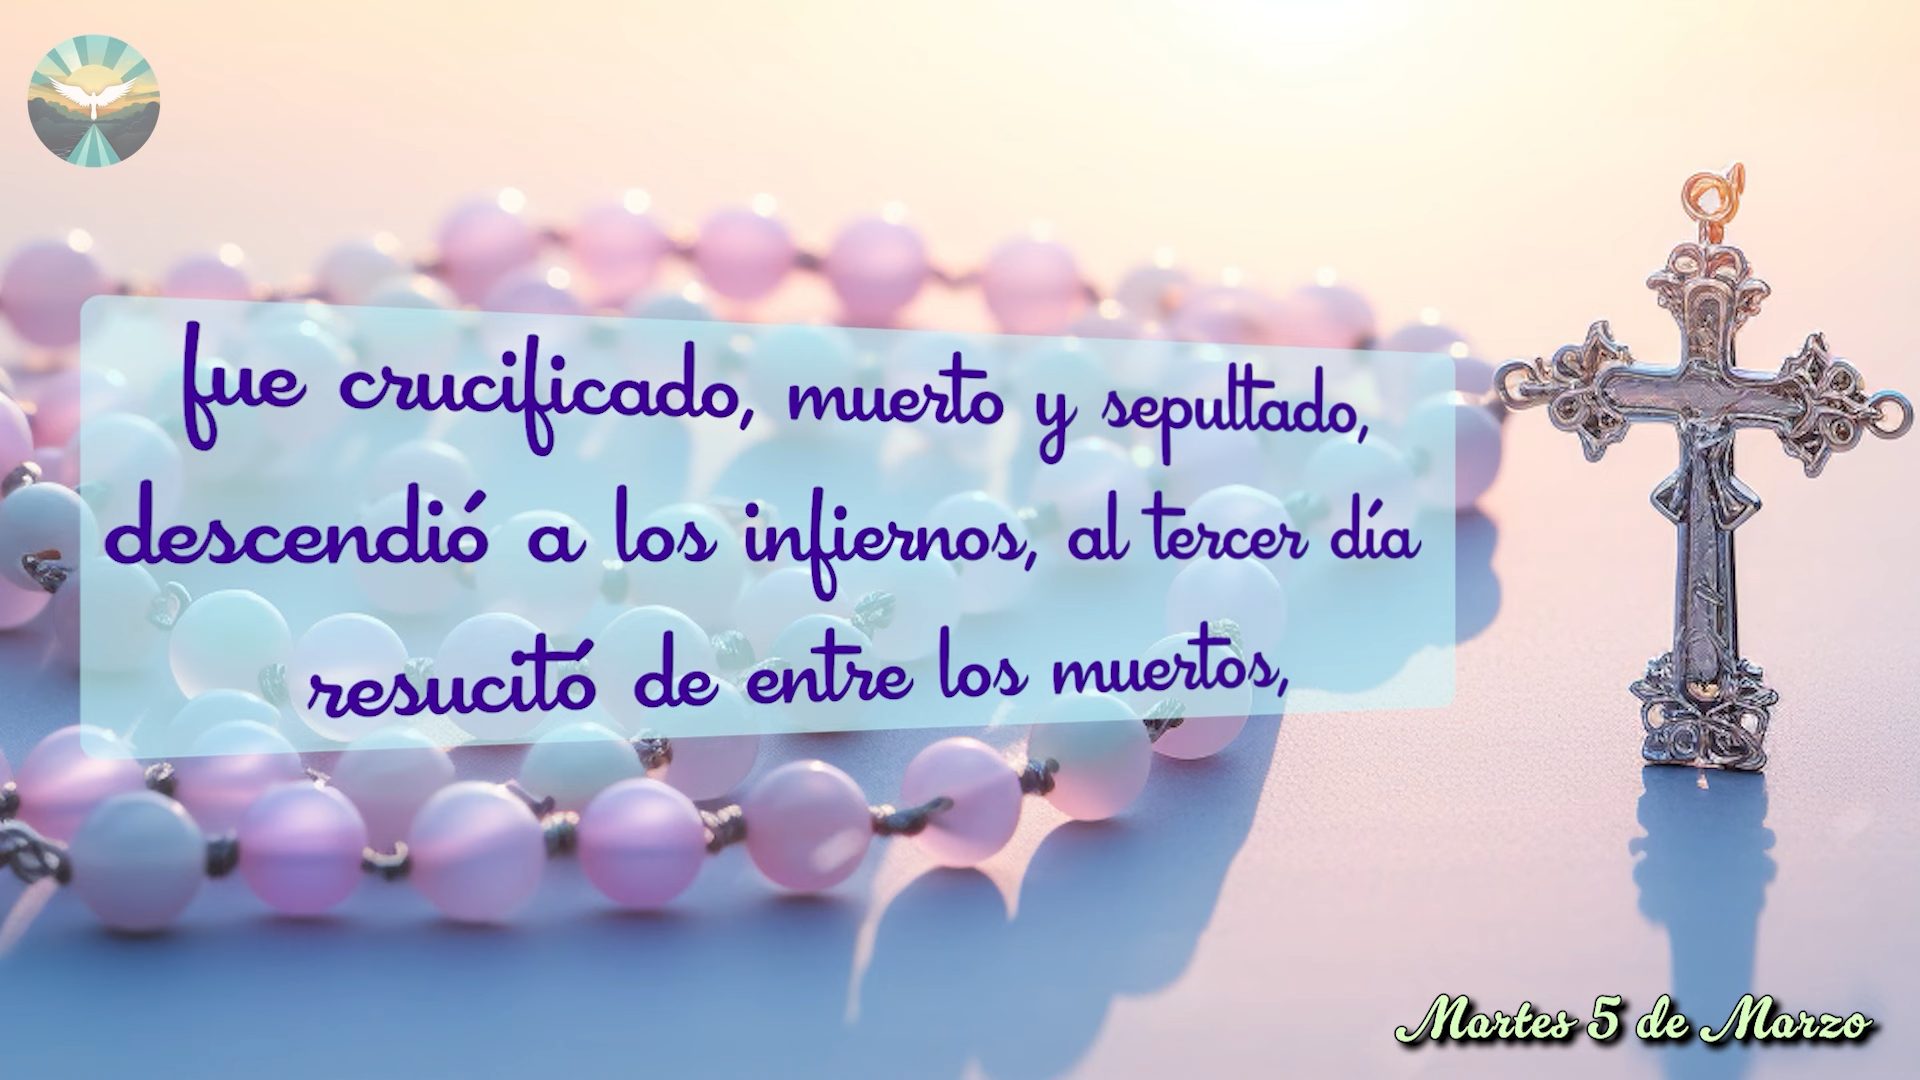 fue crucificado, muerto y sepultado,
descendió a los infiernos, al tercer día
resucitó de entre los muertos,
Martes 5 de Marzo